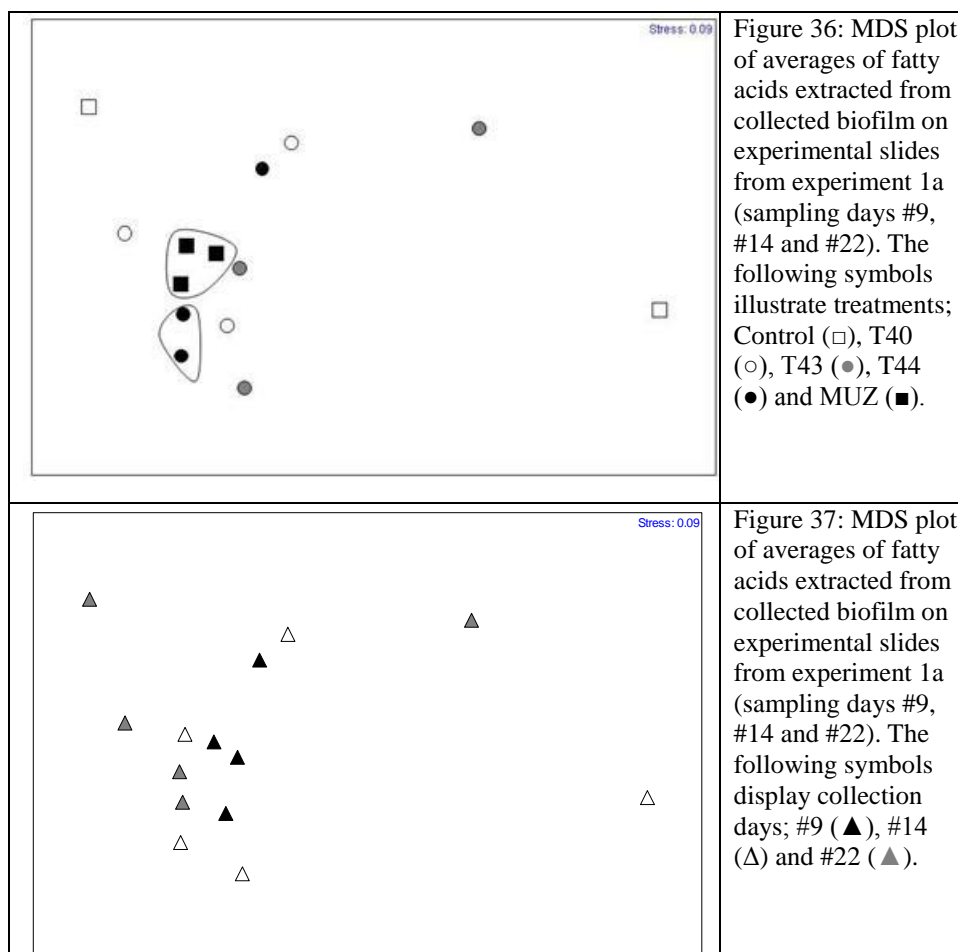 Stress: 0.09
Figure 36: MDS plot
of averages of fatty
acids extracted from
collected biofilm on
experimental slides
from experiment 1a
(sampling days #9,
#14 and #22). The
following symbols
illustrate treatments;
Control (□), T40
(○), T43 (●), T44
(●) and MUZ (■).
Stress: 0.09
Figure 37: MDS plot
of averages of fatty
acids extracted from
collected biofilm on
experimental slides
from experiment 1a
(sampling days #9,
#14 and #22). The
following symbols
display collection
days; #9 (▲), #14
(Δ) and #22 (▲).